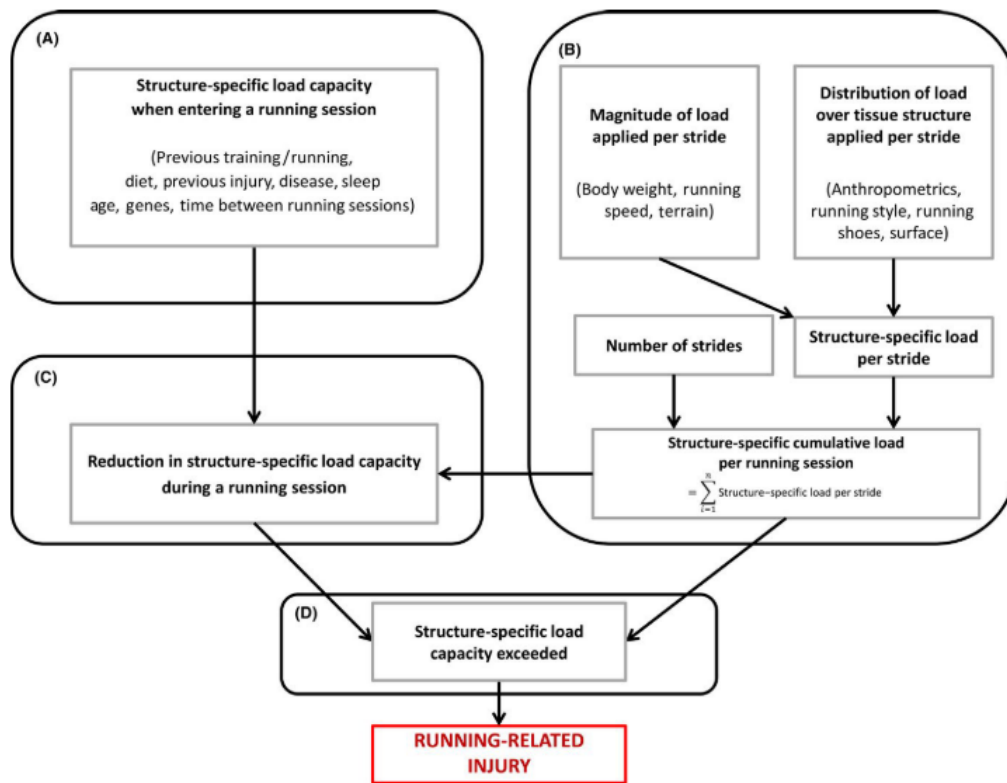 (A)
Structure-specific load capacity
when entering a running session
(Previous training/running,
diet, previous injury, disease, sleep
age, genes, time between running sessions)
(B)
Magnitude of load
applied per stride
(Body weight, running
speed, terrain)
Distribution of load
over tissue structure
applied per stride
(Anthropometrics,
running style, running
shoes, surface)
Number of strides
Structure-specific load
per stride
(C)
Reduction in structure-specific load capacity
during a running session
Structure-specific cumulative load
per running session
= \sum_{i=1}^{n} Structure–specific load per stride
(D)
Structure-specific load
capacity exceeded
RUNNING-RELATED
INJURY